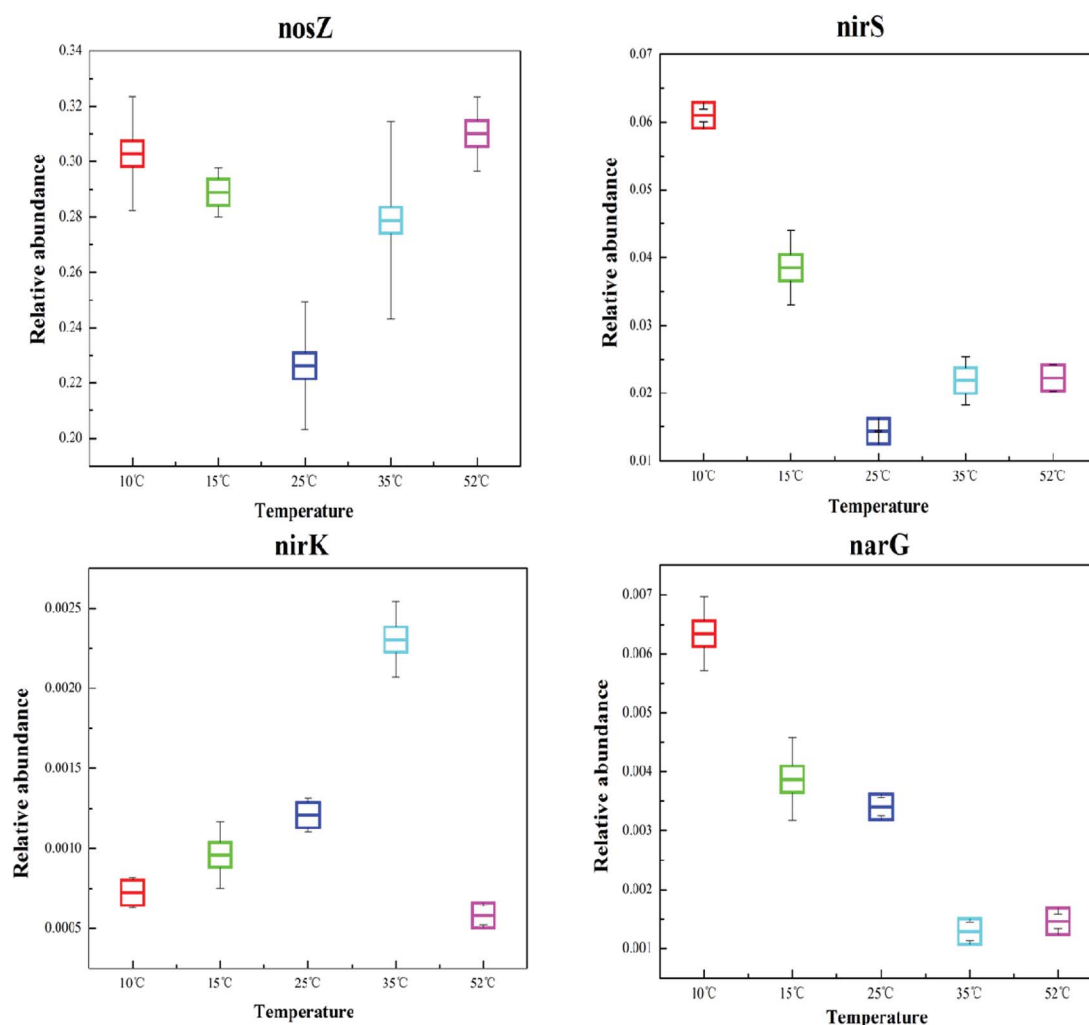 nosZ
0.34
0.32
0.30
0.28
0.26
0.24
0.22
0.20
Relative abundance
10℃ 15℃ 25℃ 35℃ 52℃
Temperature
nirS
0.07
0.06
0.05
0.04
0.03
0.02
0.01
Relative abundance
10℃ 15℃ 25℃ 35℃ 52℃
Temperature
nirK
0.0025
0.0020
0.0015
0.0010
0.0005
Relative abundance
10℃ 15℃ 25℃ 35℃ 52℃
Temperature
narG
0.007
0.006
0.005
0.004
0.003
0.002
0.001
Relative abundance
10℃ 15℃ 25℃ 35℃ 52℃
Temperature